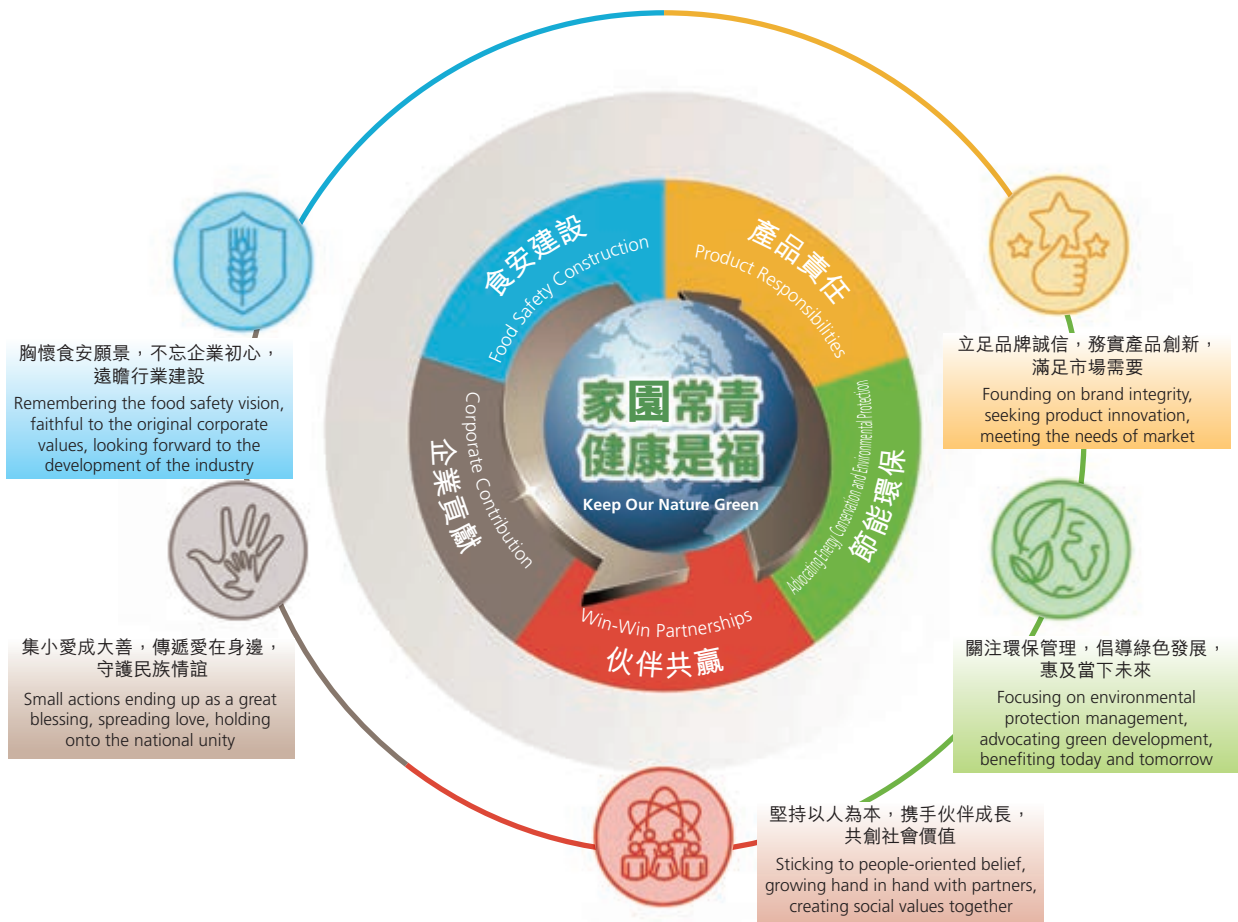 食安建設
Food Safety Construction
產品責任
Product Responsibilities
Advocating Energy Conservation and Environmental Protection
節能環保
Win-Win Partnerships
伙伴共贏
Corporate Contribution
企業貢獻
家園常青
健康是福
Keep Our Nature Green
胸懷食安願景，不忘企業初心，
遠瞻行業建設
Remembering the food safety vision,
faithful to the original corporate
values, looking forward to the
development of the industry
立足品牌誠信，務實產品創新，
滿足市場需要
Founding on brand integrity,
seeking product innovation,
meeting the needs of market
集小愛成大善，傳遞愛在身邊，
守護民族情誼
Small actions ending up as a great
blessing, spreading love, holding
onto the national unity
關注環保管理，倡導綠色發展，
惠及當下未來
Focusing on environmental
protection management,
advocating green development,
benefiting today and tomorrow
堅持以人為本，携手伙伴成長，
共創社會價值
Sticking to people-oriented belief,
growing hand in hand with partners,
creating social values together